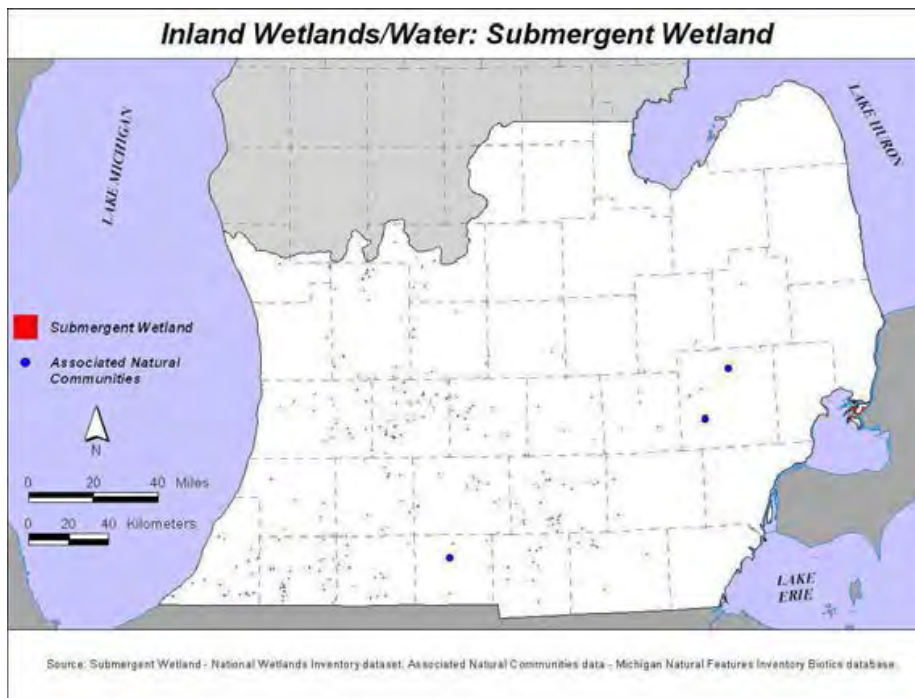 Inland Wetlands/Water: Submergent Wetland
LAKE MICHIGAN
LAKE HURON
Submergent Wetland
Associated Natural
Communities
N
0 20 40 Miles
0 20 40 Kilometers
LAKE
ERIE
Source: Submergent Wetland - National Wetlands Inventory dataset. Associated Natural Communities data - Michigan Natural Features Inventory Biotics database.